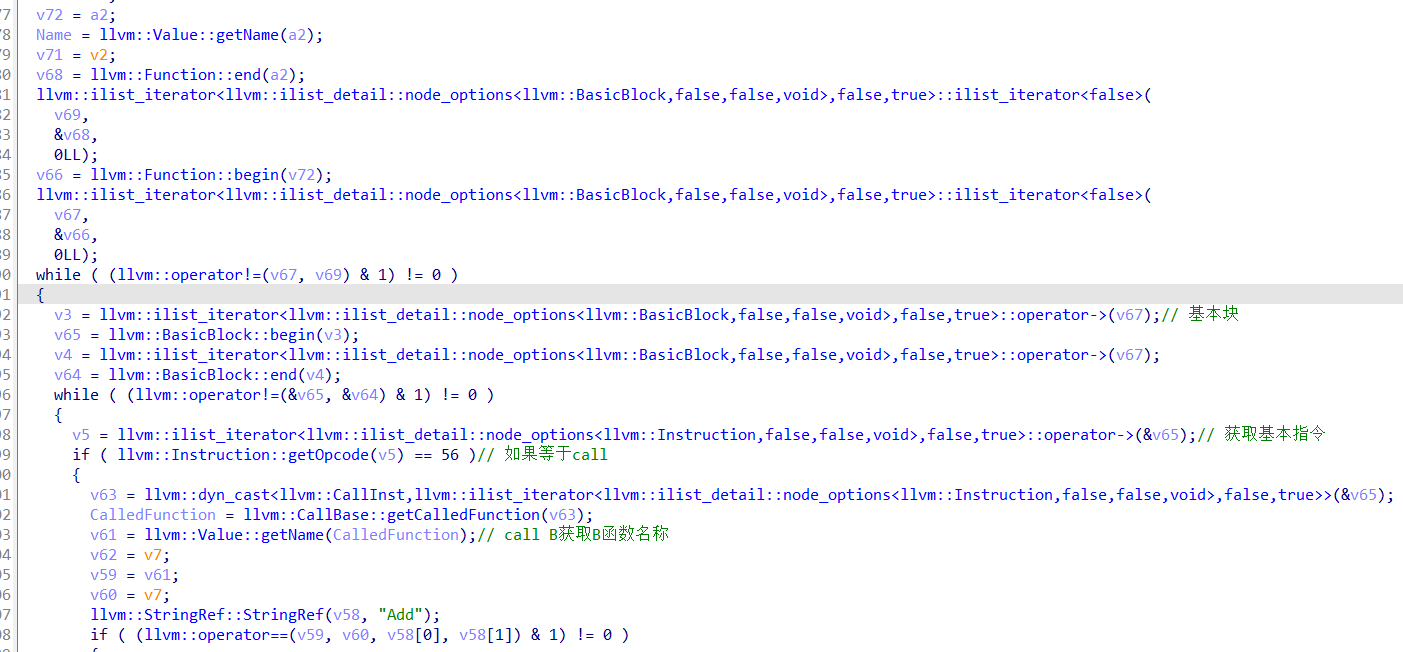 77 v72 = a2;
78 Name = llvm::Value::getName(a2);
79 v71 = v2;
80 v68 = llvm::Function::end(a2);
81 llvm::ilist_iterator<llvm::ilist_detail::node_options<llvm::BasicBlock,false,false,void>,false,true>::ilist_iterator<false>(
82 v69,
83 &v68,
84 0LL);
85 v66 = llvm::Function::begin(v72);
86 llvm::ilist_iterator<llvm::ilist_detail::node_options<llvm::BasicBlock,false,false,void>,false,true>::ilist_iterator<false>(
87 v67,
88 &v66,
89 0LL);
90 while ( (llvm::operator!=(v67, v69) & 1) != 0 )
91 {
92 v3 = llvm::ilist_iterator<llvm::ilist_detail::node_options<llvm::BasicBlock,false,false,void>,false,true>::operator->(v67);// 基本块
93 v65 = llvm::BasicBlock::begin(v3);
94 v4 = llvm::ilist_iterator<llvm::ilist_detail::node_options<llvm::BasicBlock,false,false,void>,false,true>::operator->(v67);
95 v64 = llvm::BasicBlock::end(v4);
96 while ( (llvm::operator!=(&v65, &v64) & 1) != 0 )
97 {
98 v5 = llvm::ilist_iterator<llvm::ilist_detail::node_options<llvm::Instruction,false,false,void>,false,true>::operator->(&v65);// 获取基本指令
99 if ( llvm::Instruction::getOpcode(v5) == 56 )// 如果等于call
00 {
01 v63 = llvm::dyn_cast<llvm::CallInst,llvm::ilist_iterator<llvm::ilist_detail::node_options<llvm::Instruction,false,false,void>,false,true>>(&v65);
02 CalledFunction = llvm::CallBase::getCalledFunction(v63);
03 v61 = llvm::Value::getName(CalledFunction);// call B获取B函数名称
04 v62 = v7;
05 v59 = v61;
06 v60 = v7;
07 llvm::StringRef::StringRef(v58, "Add");
08 if ( (llvm::operator==(v59, v60, v58[0], v58[1]) & 1) != 0 )